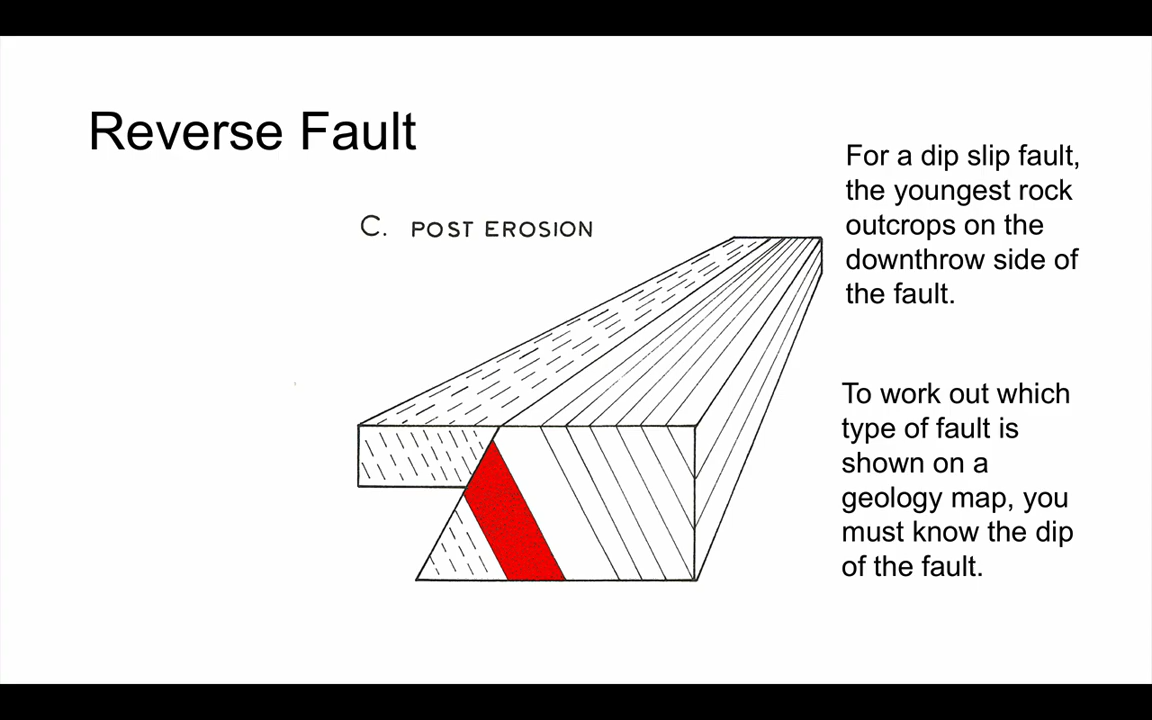 Reverse Fault
C. POST EROSION
For a dip slip fault,
the youngest rock
outcrops on the
downthrow side of
the fault.
To work out which
type of fault is
shown on a
geology map, you
must know the dip
of the fault.